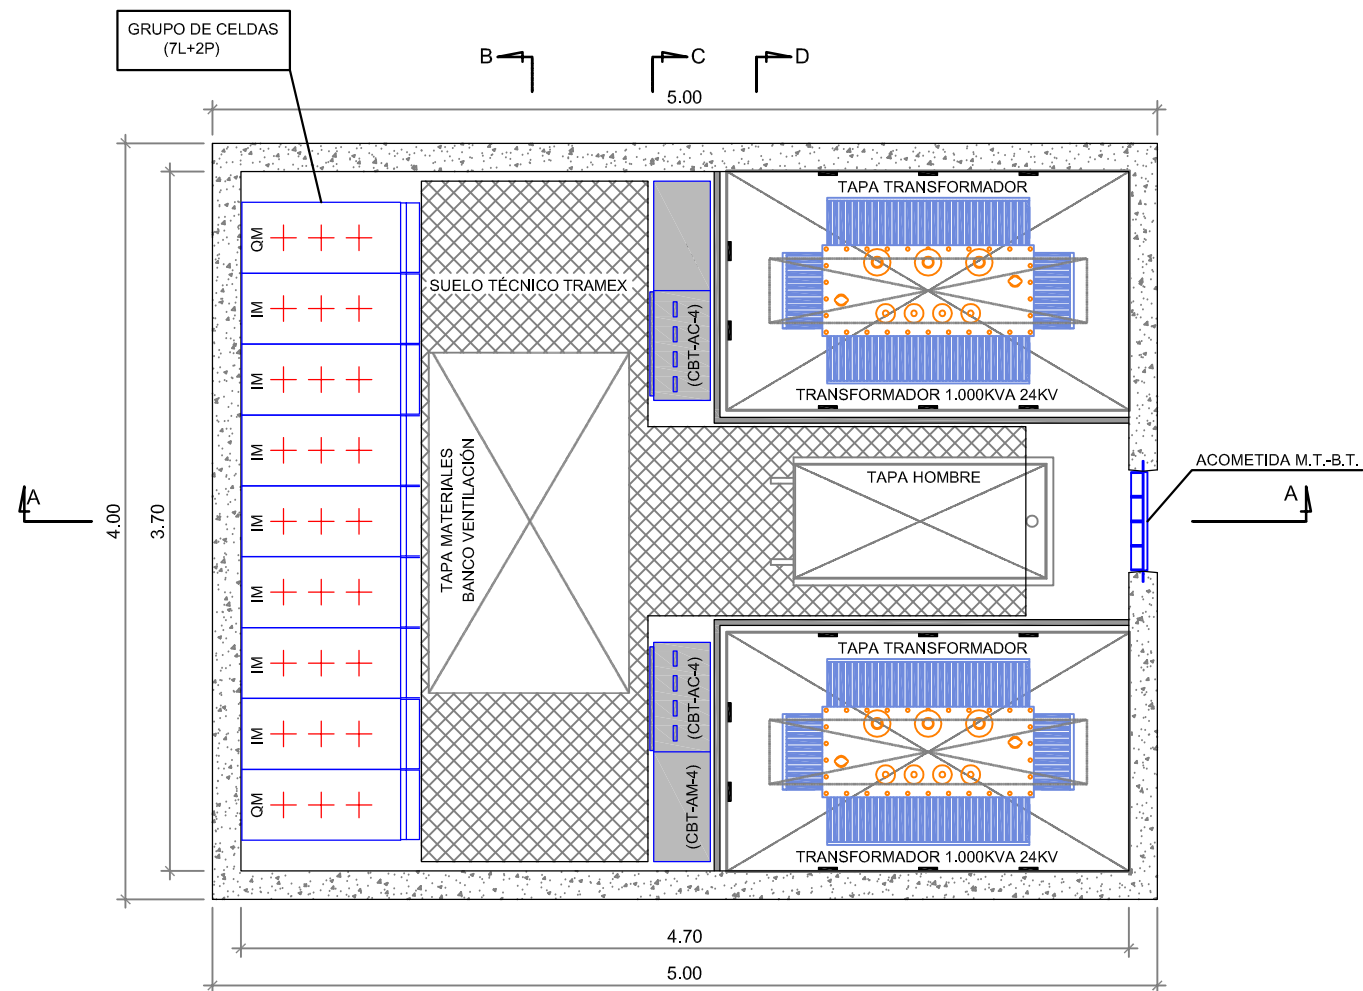 GRUPO DE CELDAS
(7L+2P)
B
C
D
5.00
4.00
3.70
QM
IM
IM
IM
IM
IM
IM
IM
QM
SUELO TÉCNICO TRAMEX
TAPA MATERIALES
BANCO VENTILACIÓN
(CBT-AC-4)
TAPA TRANSFORMADOR
TRANSFORMADOR 1.000KVA 24KV
TAPA HOMBRE
ACOMETIDA M.T.-B.T.
A
A
(CBT-AC-4)
(CBT-AM-4)
TAPA TRANSFORMADOR
TRANSFORMADOR 1.000KVA 24KV
4.70
5.00